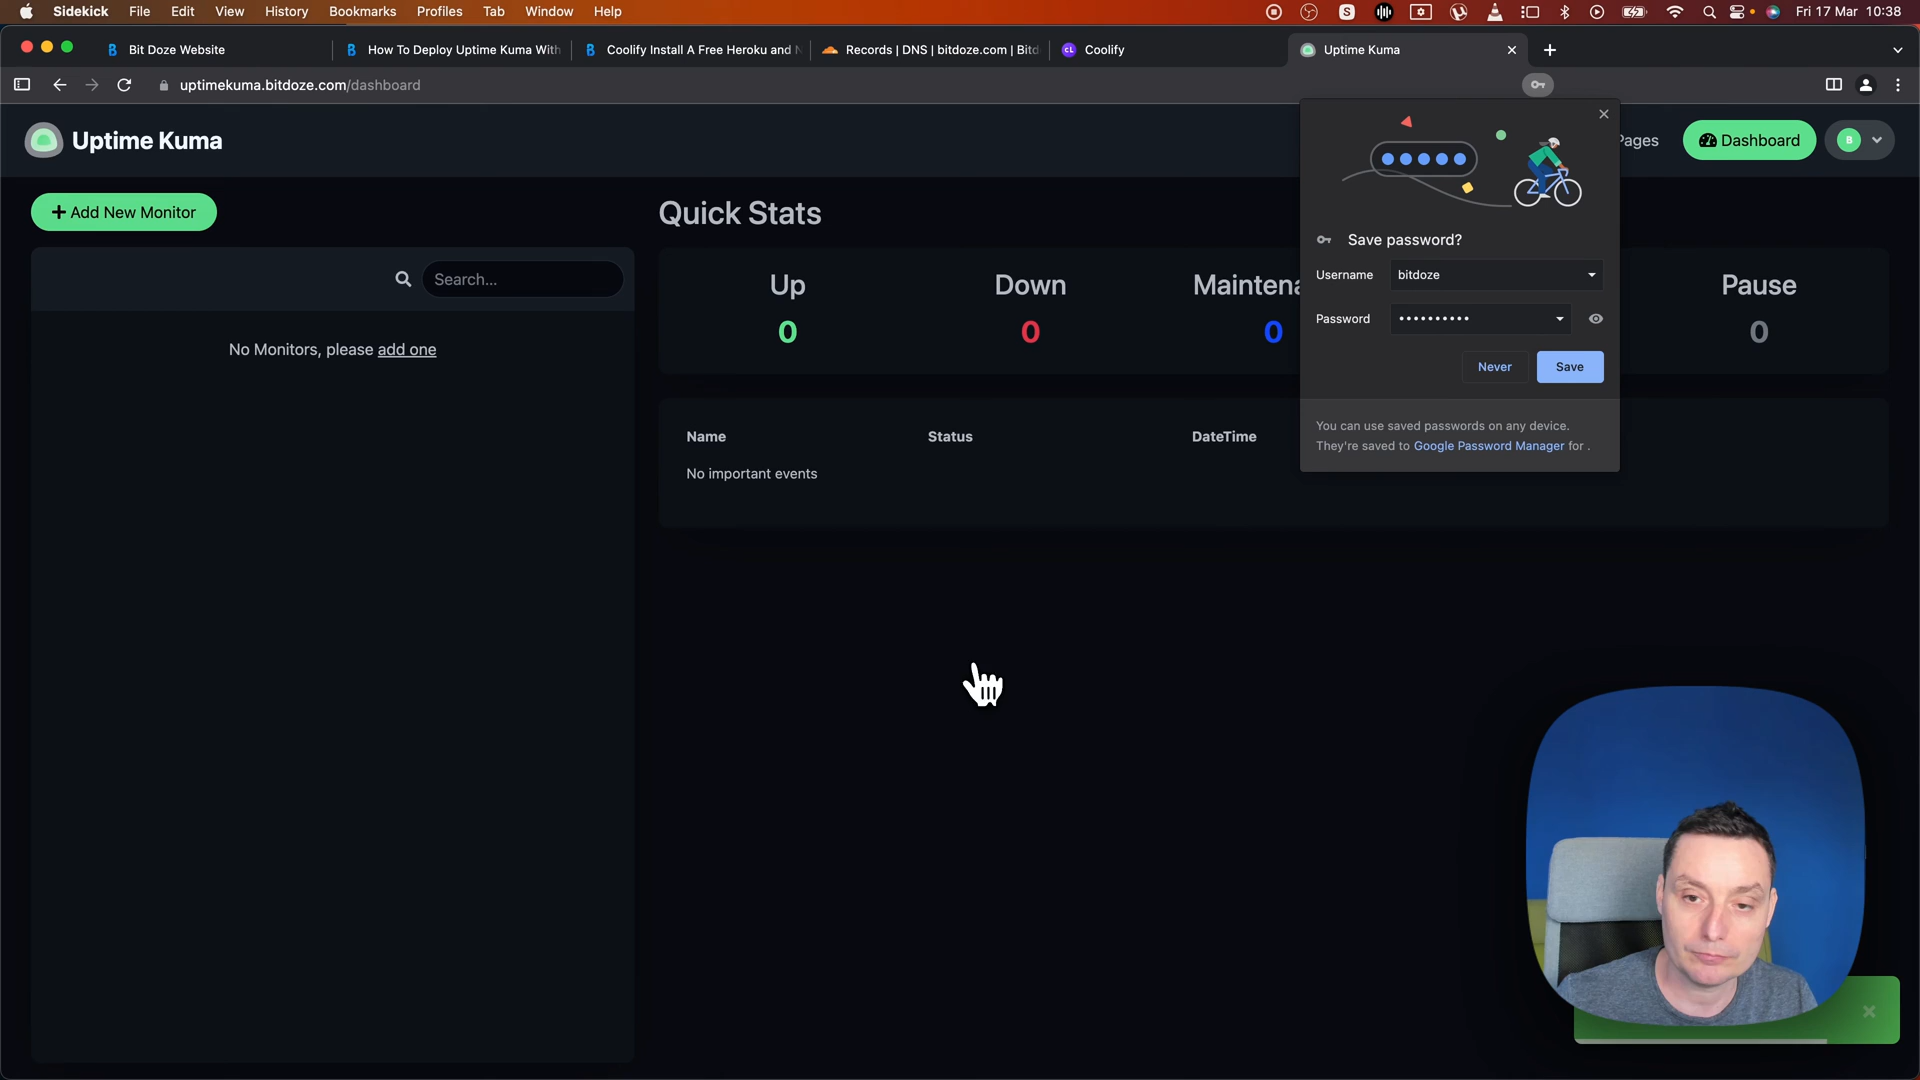 Sidekick File Edit View History Bookmarks Profiles Tab Window Help
Fri 17 Mar 10:38
Bit Doze Website
How To Deploy Uptime Kuma With
Coolify Install A Free Heroku and N
Records | DNS | bitdoze.com | Bitd
Coolify
Uptime Kuma
uptimekuma.bitdoze.com/dashboard
Uptime Kuma
Pages
Dashboard
B
Add New Monitor
Search...
No Monitors, please add one
Quick Stats
Up Down Maintena Pause
0 0 0 0
Name Status DateTime
No important events
Save password?
Username bitdoze
Password ••••••••••
Never Save
You can use saved passwords on any device.
They're saved to Google Password Manager for .